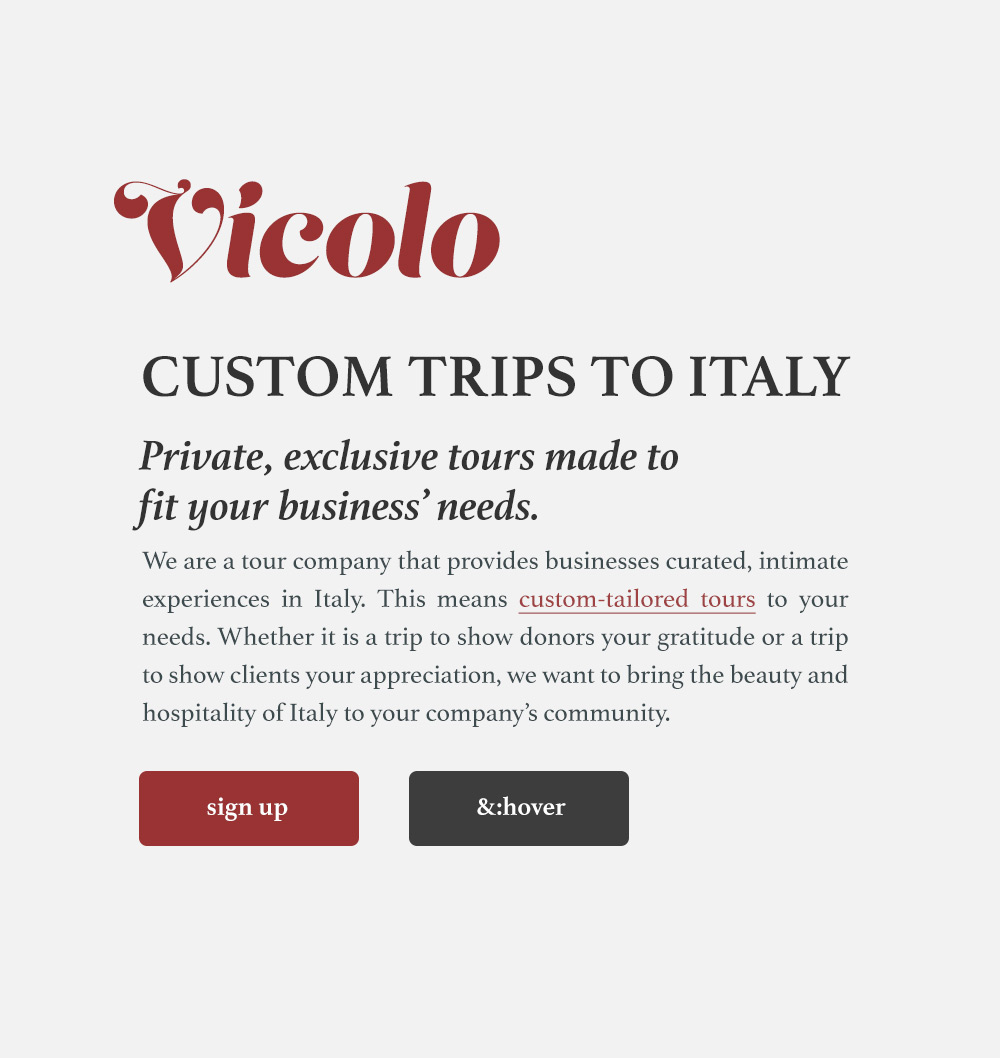 Vicolo
CUSTOM TRIPS TO ITALY
Private, exclusive tours made to
fit your business’ needs.
We are a tour company that provides businesses curated, intimate
experiences in Italy. This means custom-tailored tours to your
needs. Whether it is a trip to show donors your gratitude or a trip
to show clients your appreciation, we want to bring the beauty and
hospitality of Italy to your company’s community.
sign up
&:hover